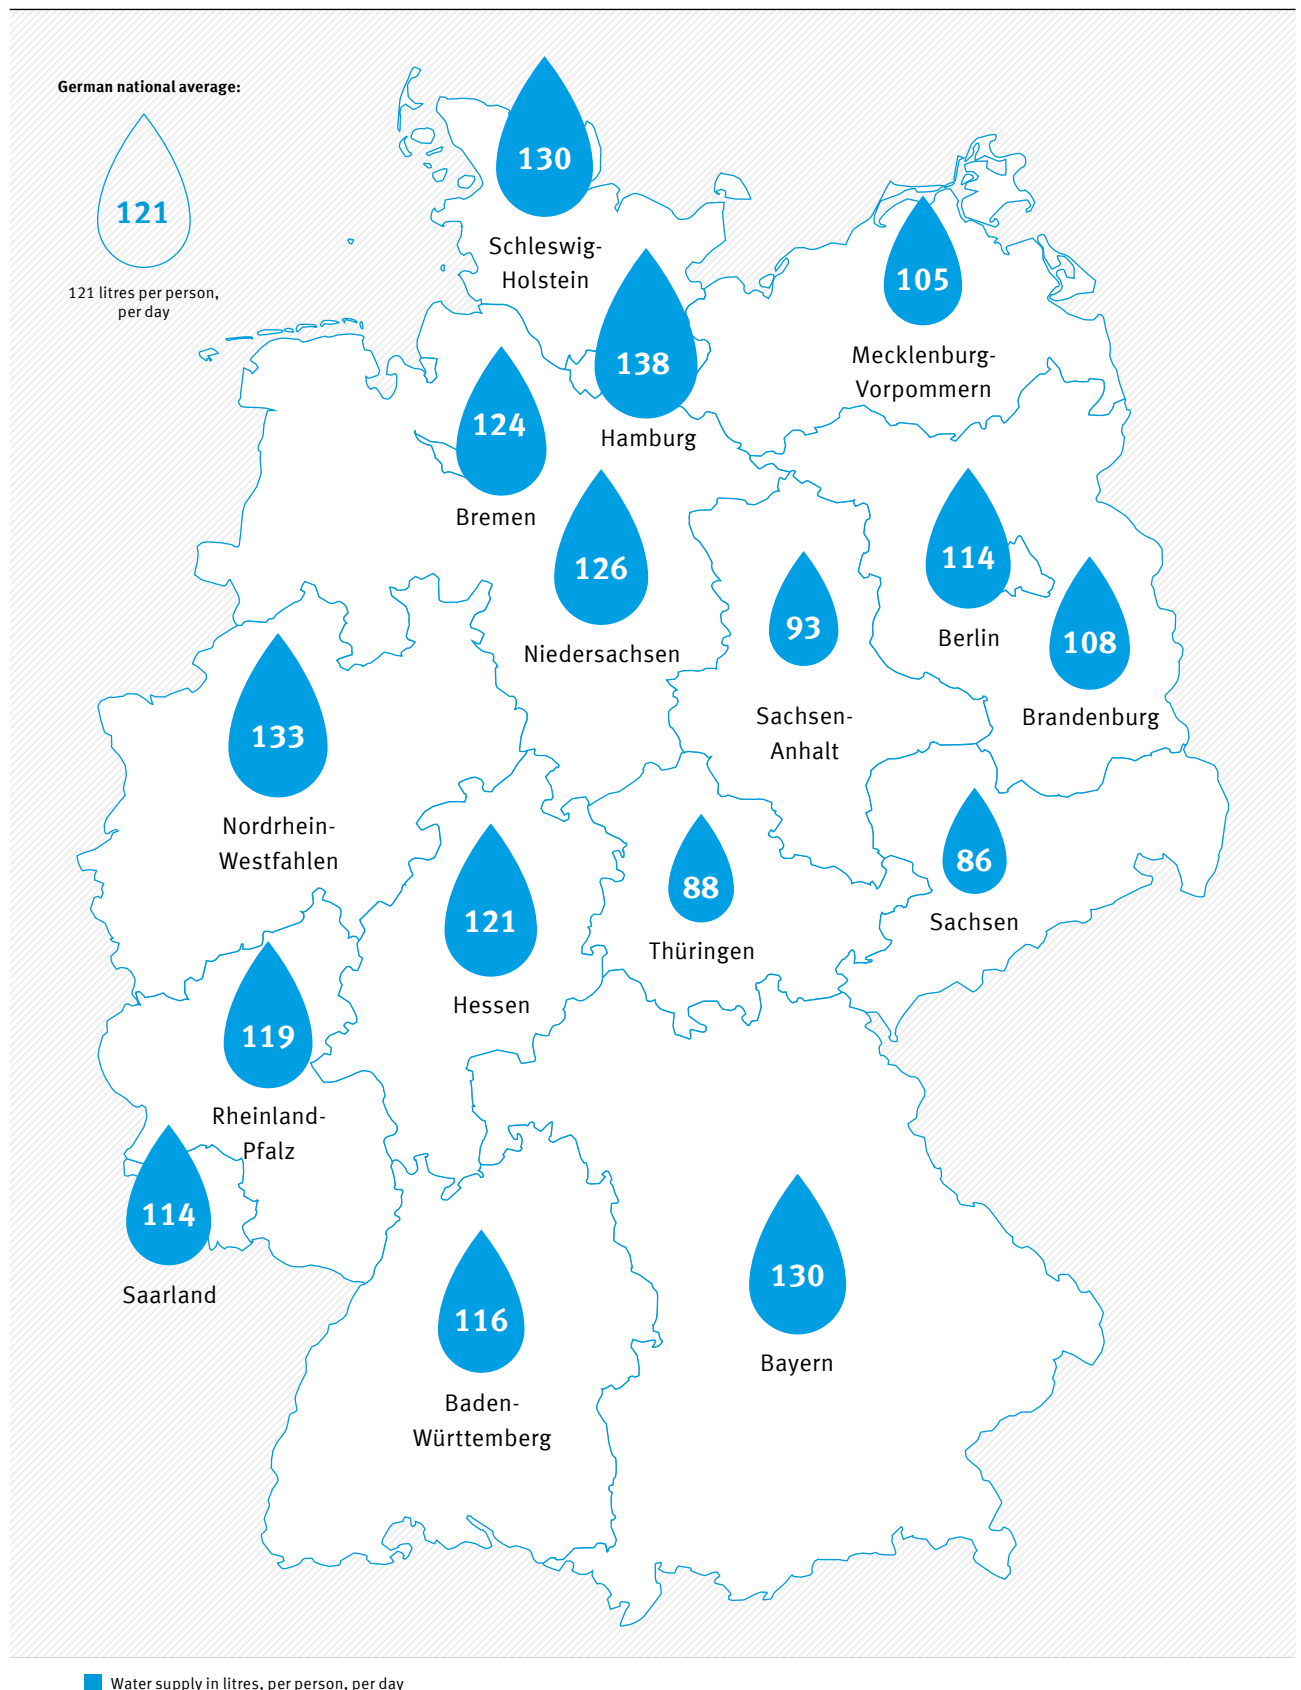 German national average:
121
121 litres per person,
per day
130
Schleswig-
Holstein
105
Mecklenburg-
Vorpommern
138
Hamburg
124
Bremen
126
Niedersachsen
114
Berlin
93
Sachsen-
Anhalt
108
Brandenburg
133
Nordrhein-
Westfahlen
86
Sachsen
88
Thüringen
121
Hessen
119
Rheinland-
Pfalz
114
Saarland
130
Bayern
116
Baden-
Württemberg
Water supply in litres, per person, per day